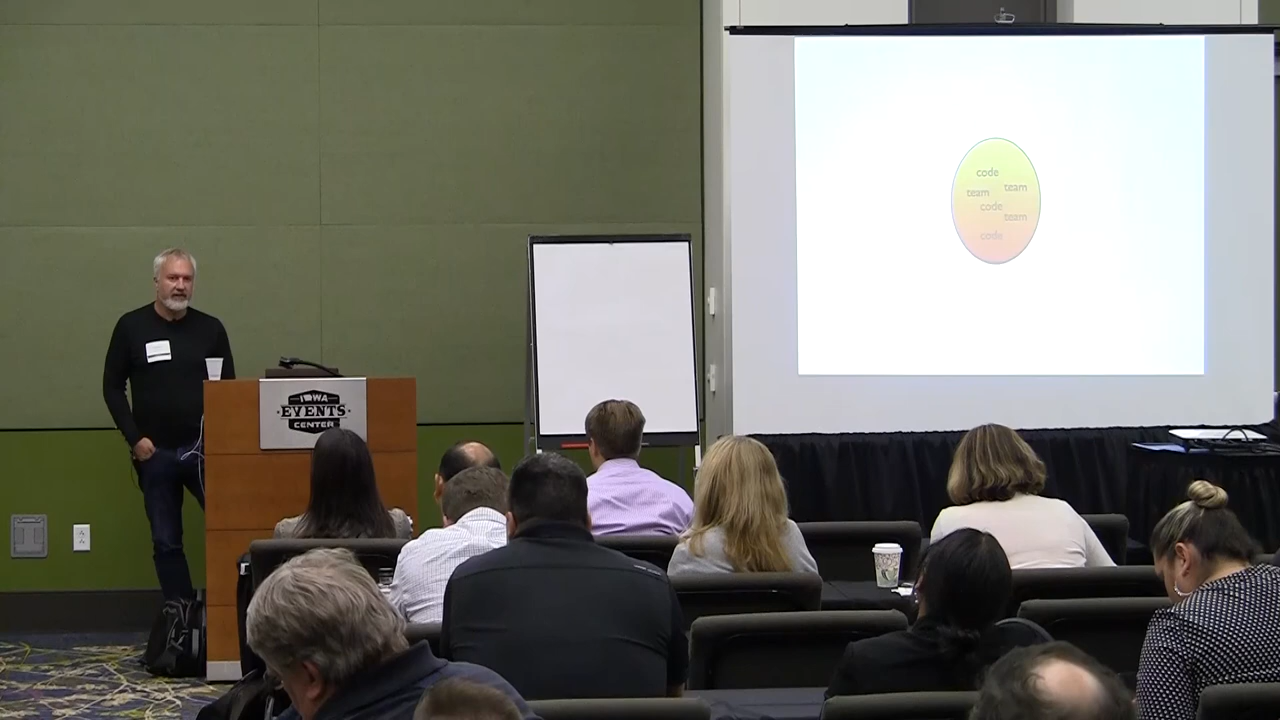 code
team team
code
team
code
IOWA
EVENTS
CENTER